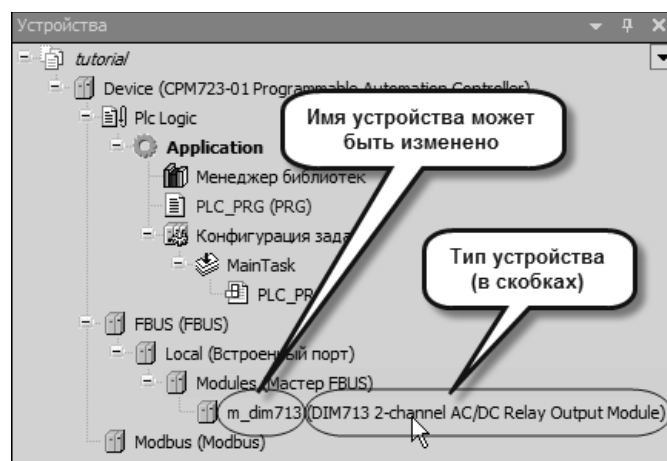 Устройства
tutorial
Device (CPM723-01 Programmable Automation Controller)
Plc Logic
Имя устройства может
быть изменено
Application
Менеджер библиотек
PLC_PRG (PRG)
Конфигурация зада
Тип устройства
(в скобках)
MainTask
PLC_PR
FBUS (FBUS)
Local (Встроенный порт)
Modules (Мастер FBUS)
m_dim713 (DIM713 2-channel AC/DC Relay Output Module)
Modbus (Modbus)